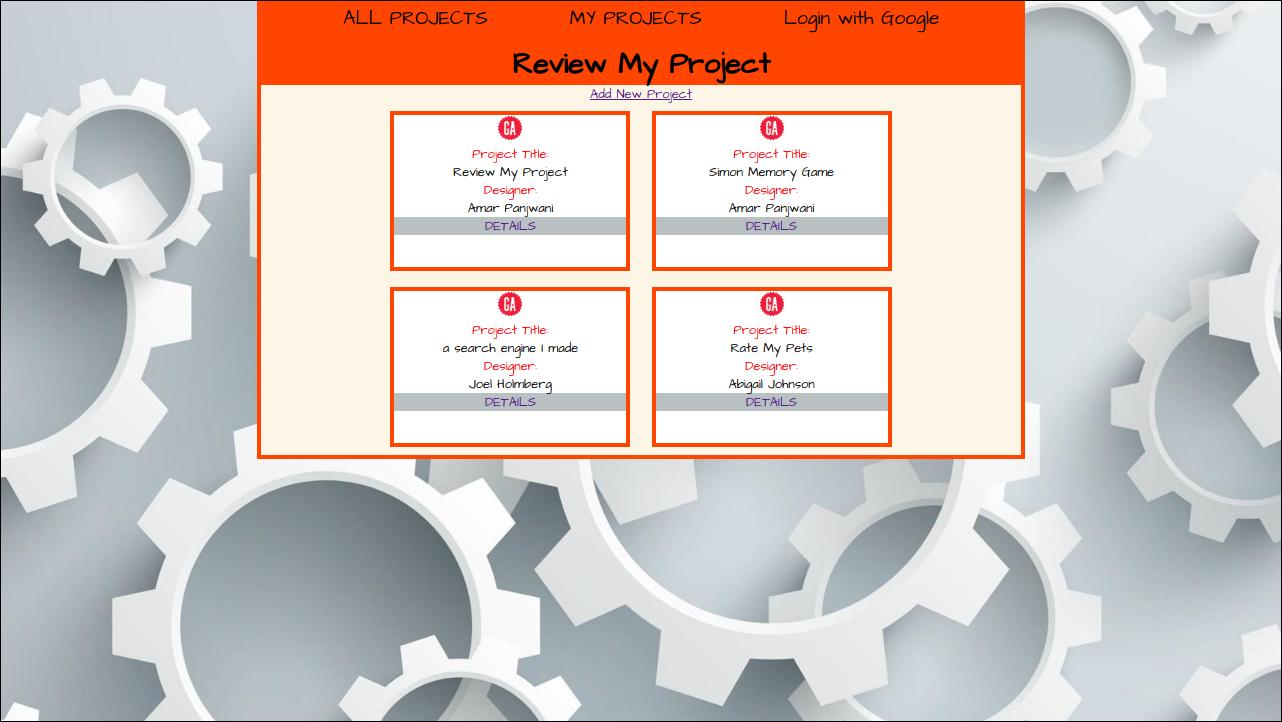 ALL PROJECTS MY PROJECTS Login with Google
Review My Project
Add New Project
GA
Project Title:
Review My Project
Designer:
Amar Panjwani
DETAILS
GA
Project Title:
Simon Memory Game
Designer:
Amar Panjwani
DETAILS
GA
Project Title:
a search engine I made
Designer:
Joel Holmberg
DETAILS
GA
Project Title:
Rate My Pets
Designer:
Abigail Johnson
DETAILS